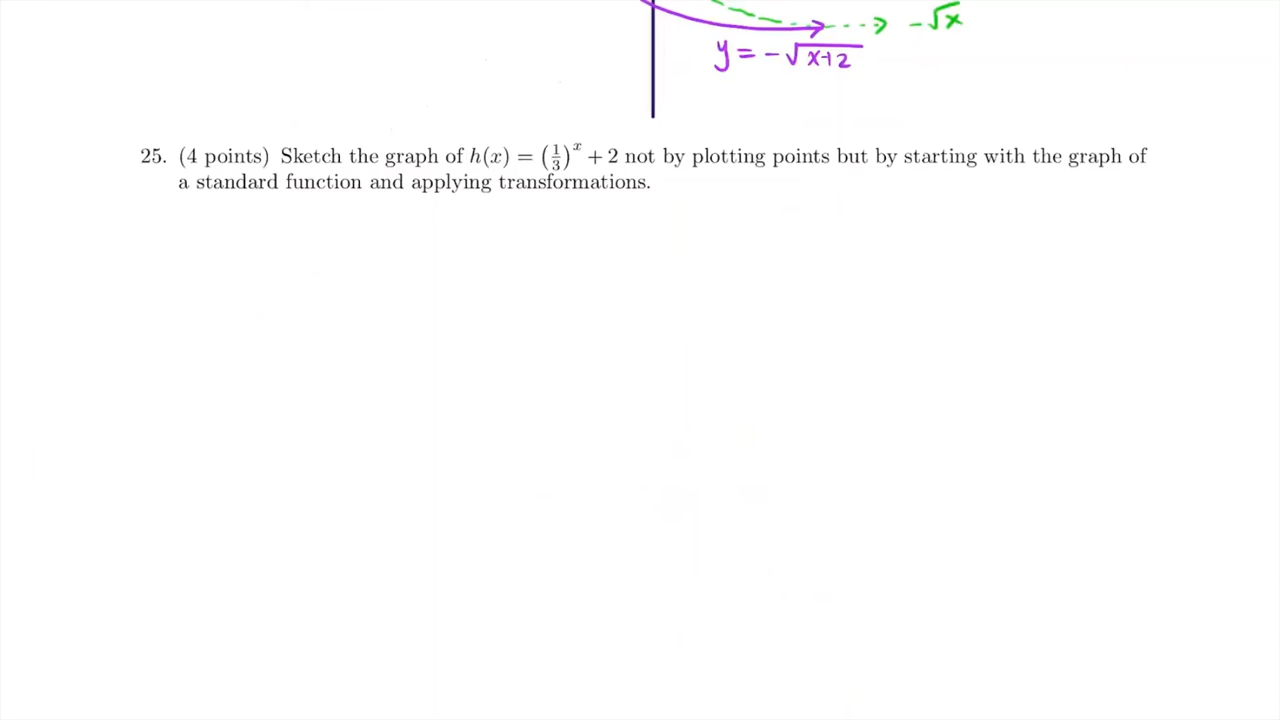 -√x
y = -√(x+2)
25. (4 points) Sketch the graph of h(x) = (1/3)^x + 2 not by plotting points but by starting with the graph of
a standard function and applying transformations.